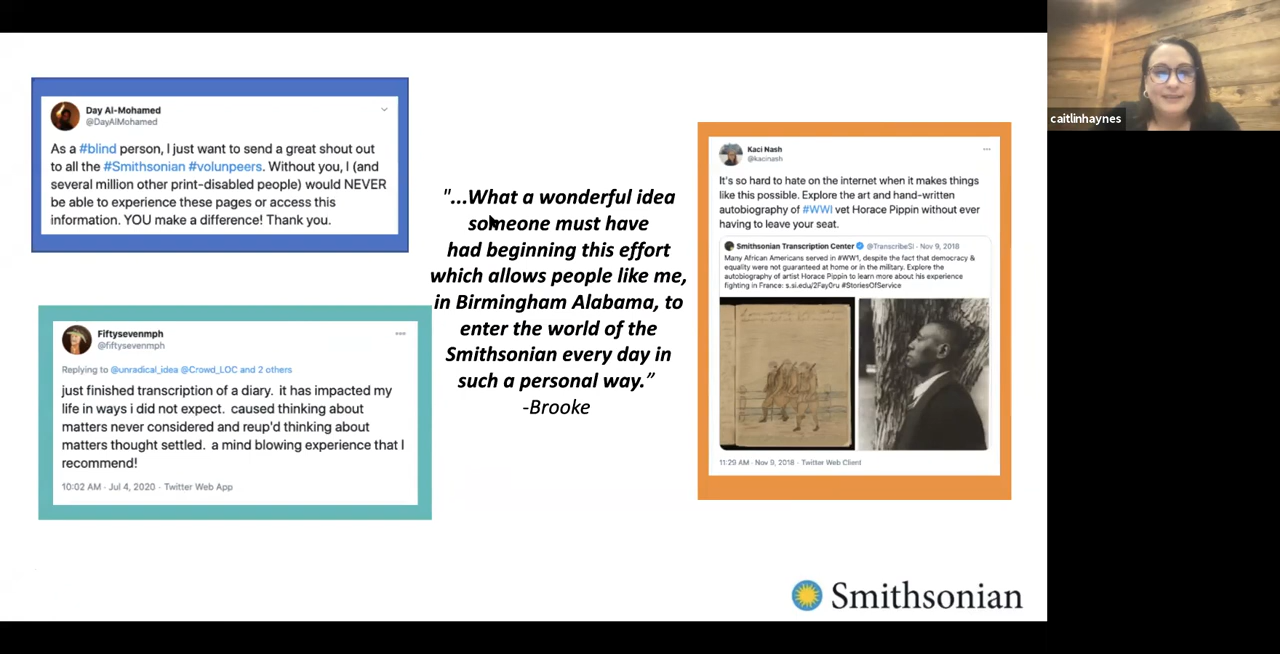 Day Al-Mohamed
@DayAlMohamed
As a #blind person, I just want to send a great shout out
to all the #Smithsonian #volunpeers. Without you, I (and
several million other print-disabled people) would NEVER
be able to experience these pages or access this
information. YOU make a difference! Thank you.
Fiftysevenmph
@fiftysevenmph
Replying to @unradical_idea @Crowd_LOC and 2 others
just finished transcription of a diary. it has impacted my
life in ways i did not expect. caused thinking about
matters never considered and reup'd thinking about
matters thought settled. a mind blowing experience that I
recommend!
10:02 AM · Jul 4, 2020 · Twitter Web App
"...What a wonderful idea
someone must have
had beginning this effort
which allows people like me,
in Birmingham Alabama, to
enter the world of the
Smithsonian every day in
such a personal way.”
-Brooke
Kaci Nash
@kacinash
It's so hard to hate on the internet when it makes things
like this possible. Explore the art and hand-written
autobiography of #WWI vet Horace Pippin without ever
having to leave your seat.
Smithsonian Transcription Center @TranscribeSI · Nov 9, 2018
Many African Americans served in #WW1, despite the fact that democracy &
equality were not guaranteed at home or in the military. Explore the
autobiography of artist Horace Pippin to learn more about his experience
fighting in France: s.si.edu/2Fay0ru #StoriesOfService
11:29 AM · Nov 9, 2018 · Twitter Web Client
Smithsonian
caitlinhaynes